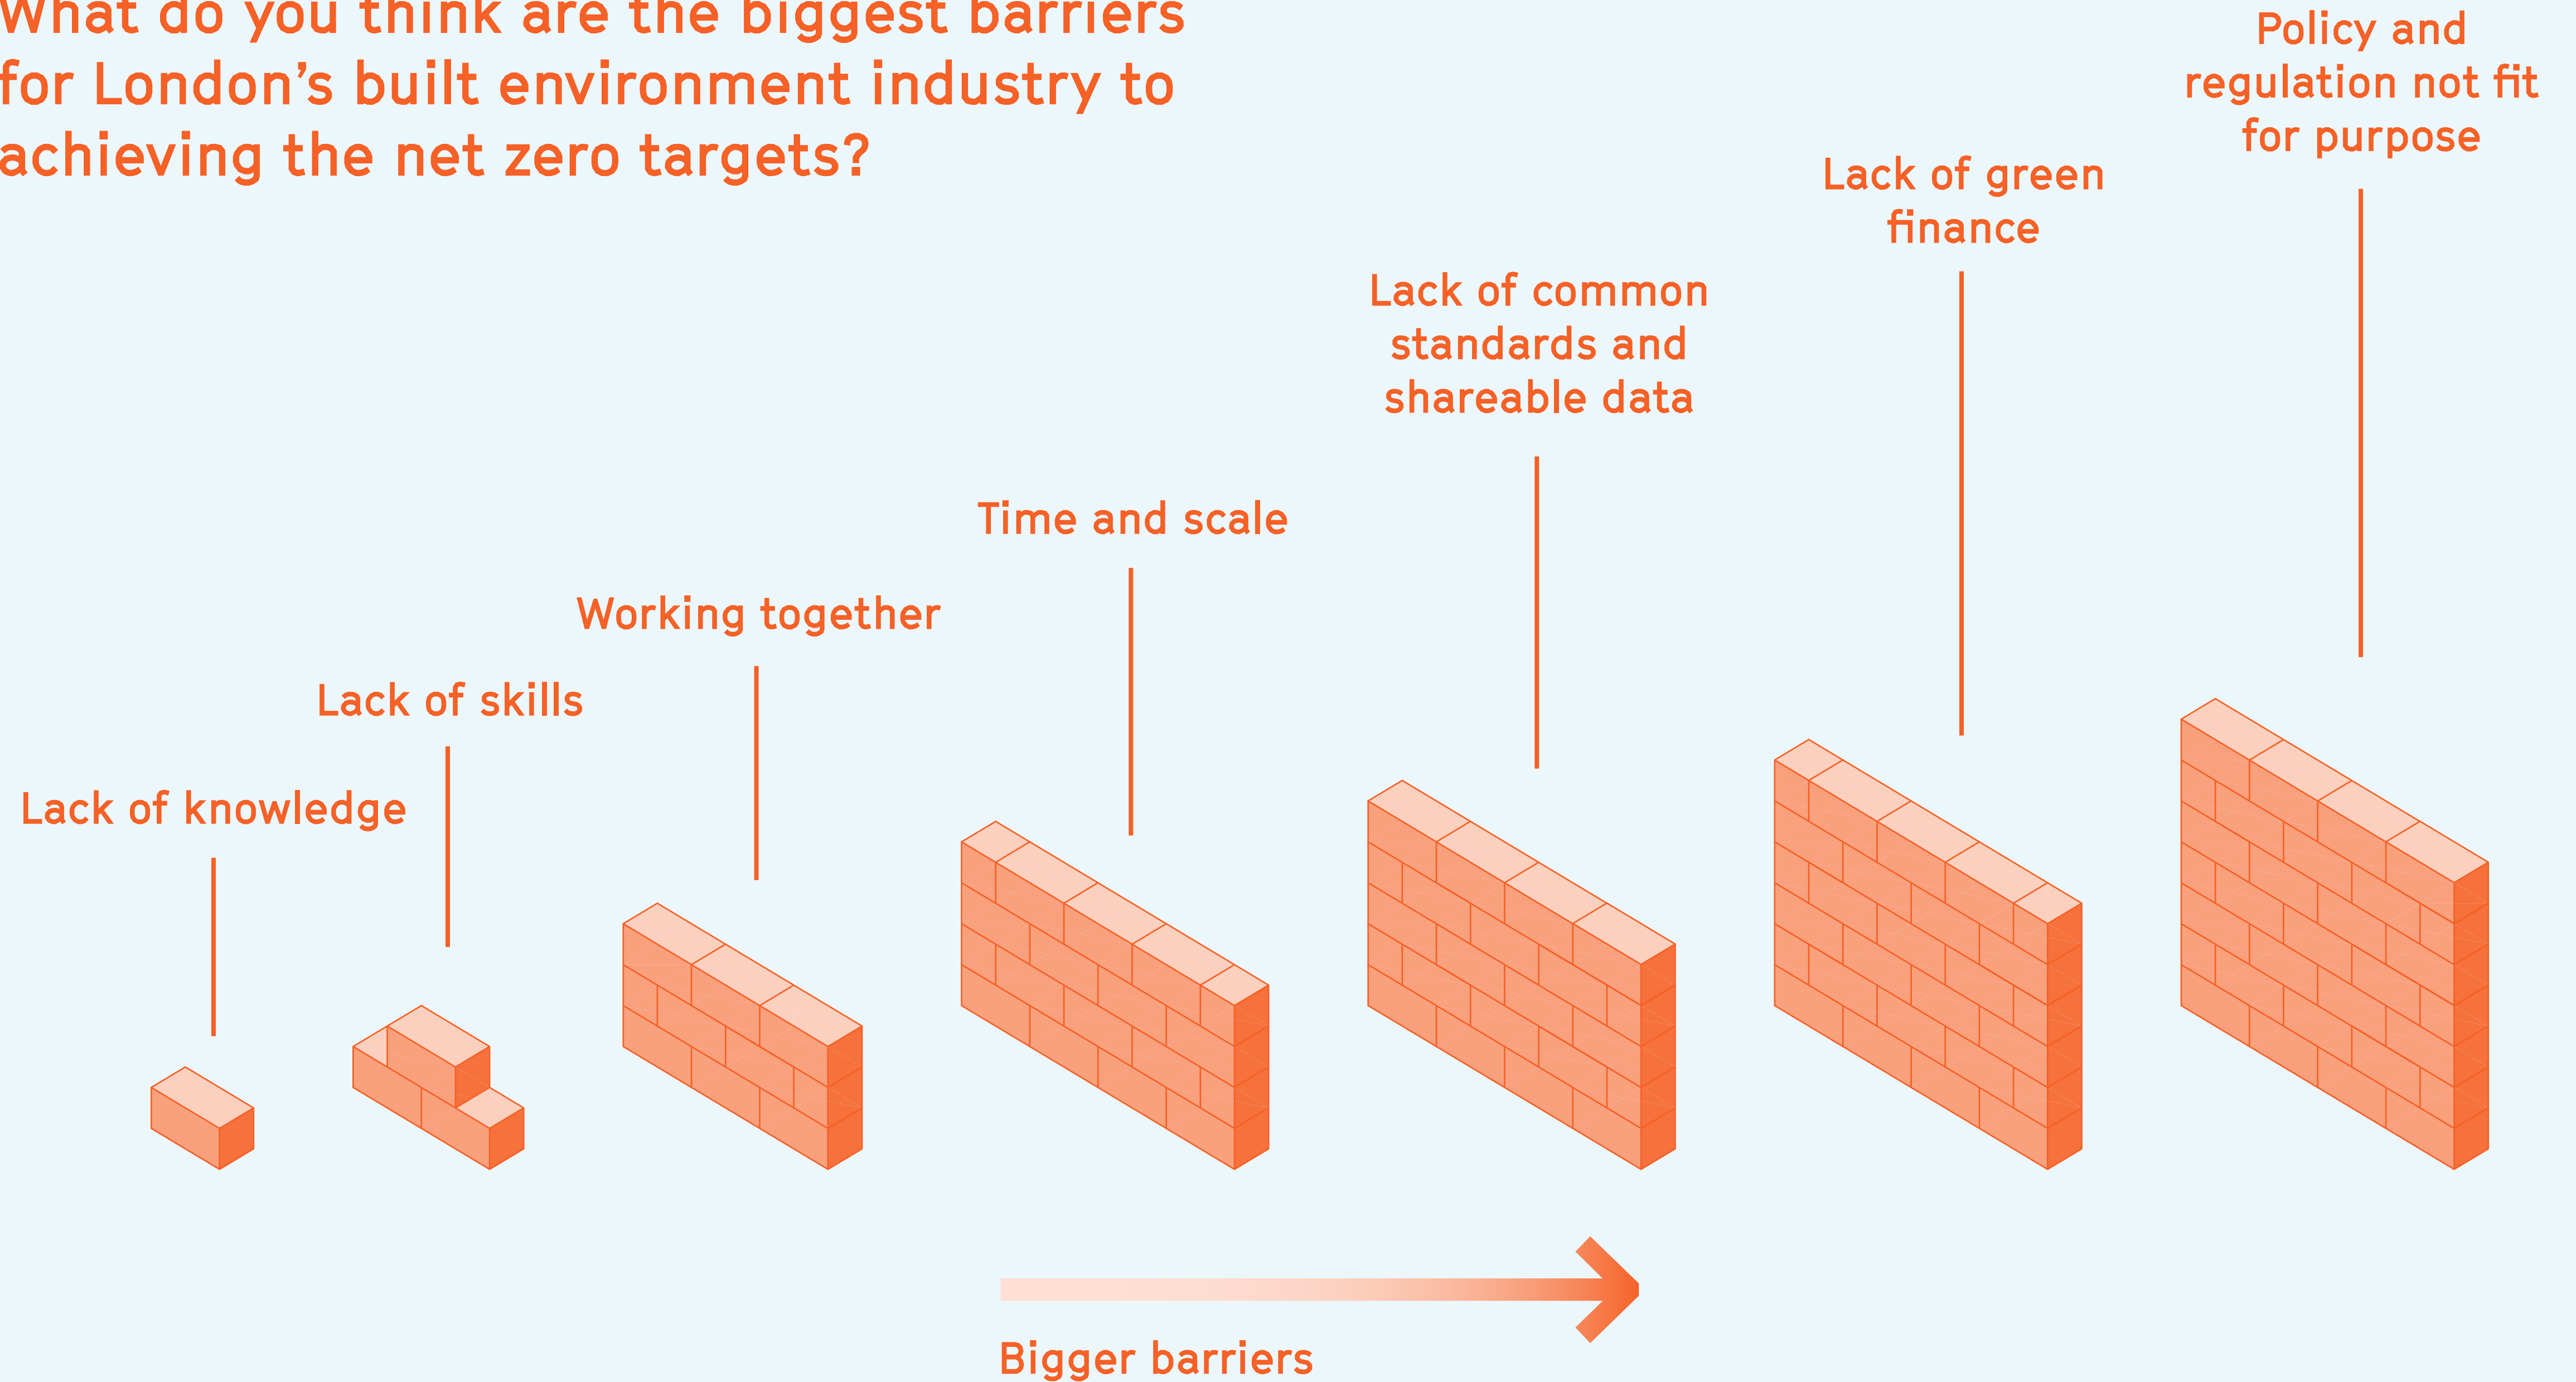 What do you think are the biggest barriers
for London's built environment industry to
achieving the net zero targets?
Policy and
regulation not fit
for purpose
Lack of green
finance
Lack of common
standards and
shareable data
Time and scale
Working together
Lack of skills
Lack of knowledge
Bigger barriers